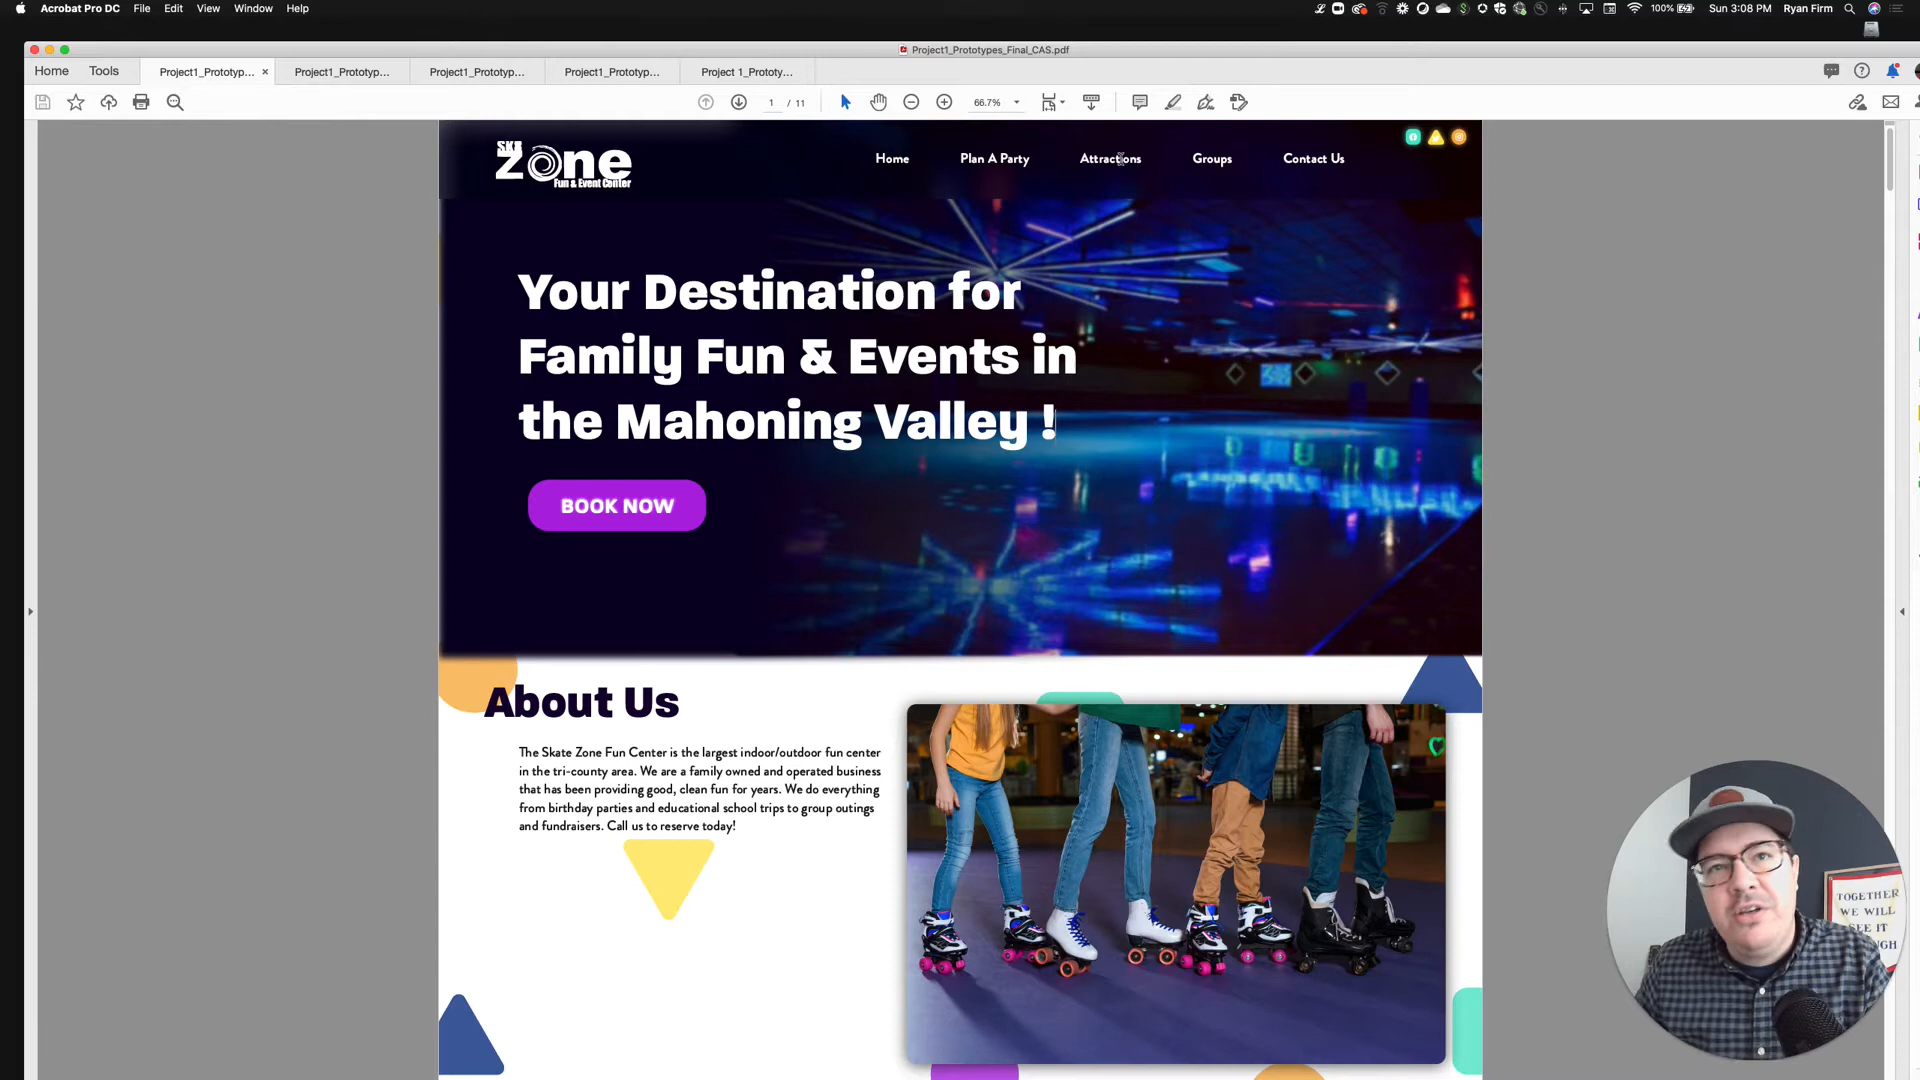 Acrobat Pro DC File Edit View Window Help 100% Sun 3:08 PM Ryan Firm
Project1_Prototypes_Final_CAS.pdf
Home Tools Project1_Prototyp... Project1_Prototyp... Project1_Prototyp... Project1_Prototyp... Project 1_Prototy...
1 / 11 66.7%
SK8
Zone
Fun & Event Center
Home Plan A Party Attractions Groups Contact Us
Your Destination for
Family Fun & Events in
the Mahoning Valley !
BOOK NOW
About Us
The Skate Zone Fun Center is the largest indoor/outdoor fun center
in the tri-county area. We are a family owned and operated business
that has been providing good, clean fun for years. We do everything
from birthday parties and educational school trips to group outings
and fundraisers. Call us to reserve today!
TOGETHER
WE WILL
SEE IT